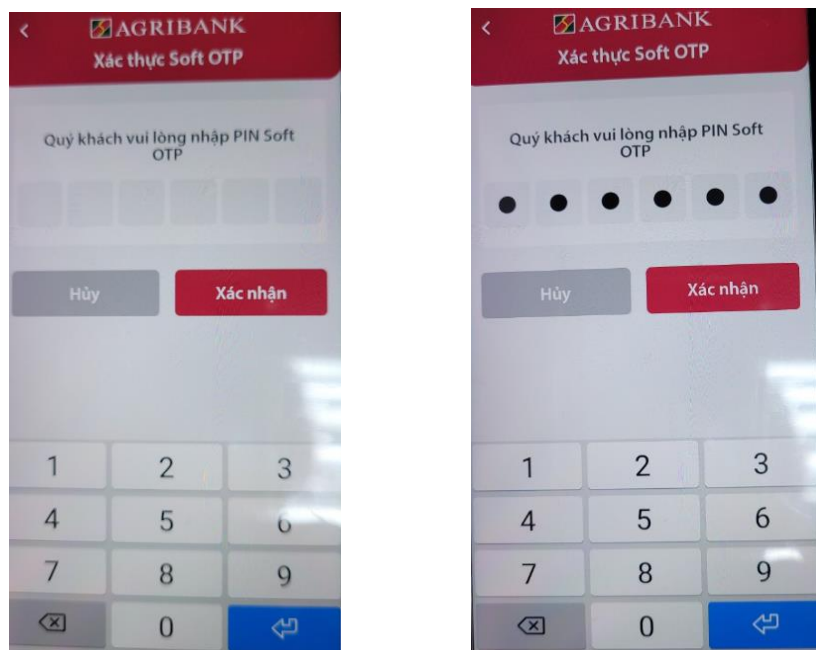 AGRIBANK
Xác thực Soft OTP
Quý khách vui lòng nhập PIN Soft
OTP
Hủy
Xác nhận
1 2 3
4 5 6
7 8 9
0
AGRIBANK
Xác thực Soft OTP
Quý khách vui lòng nhập PIN Soft
OTP
Hủy
Xác nhận
1 2 3
4 5 6
7 8 9
0